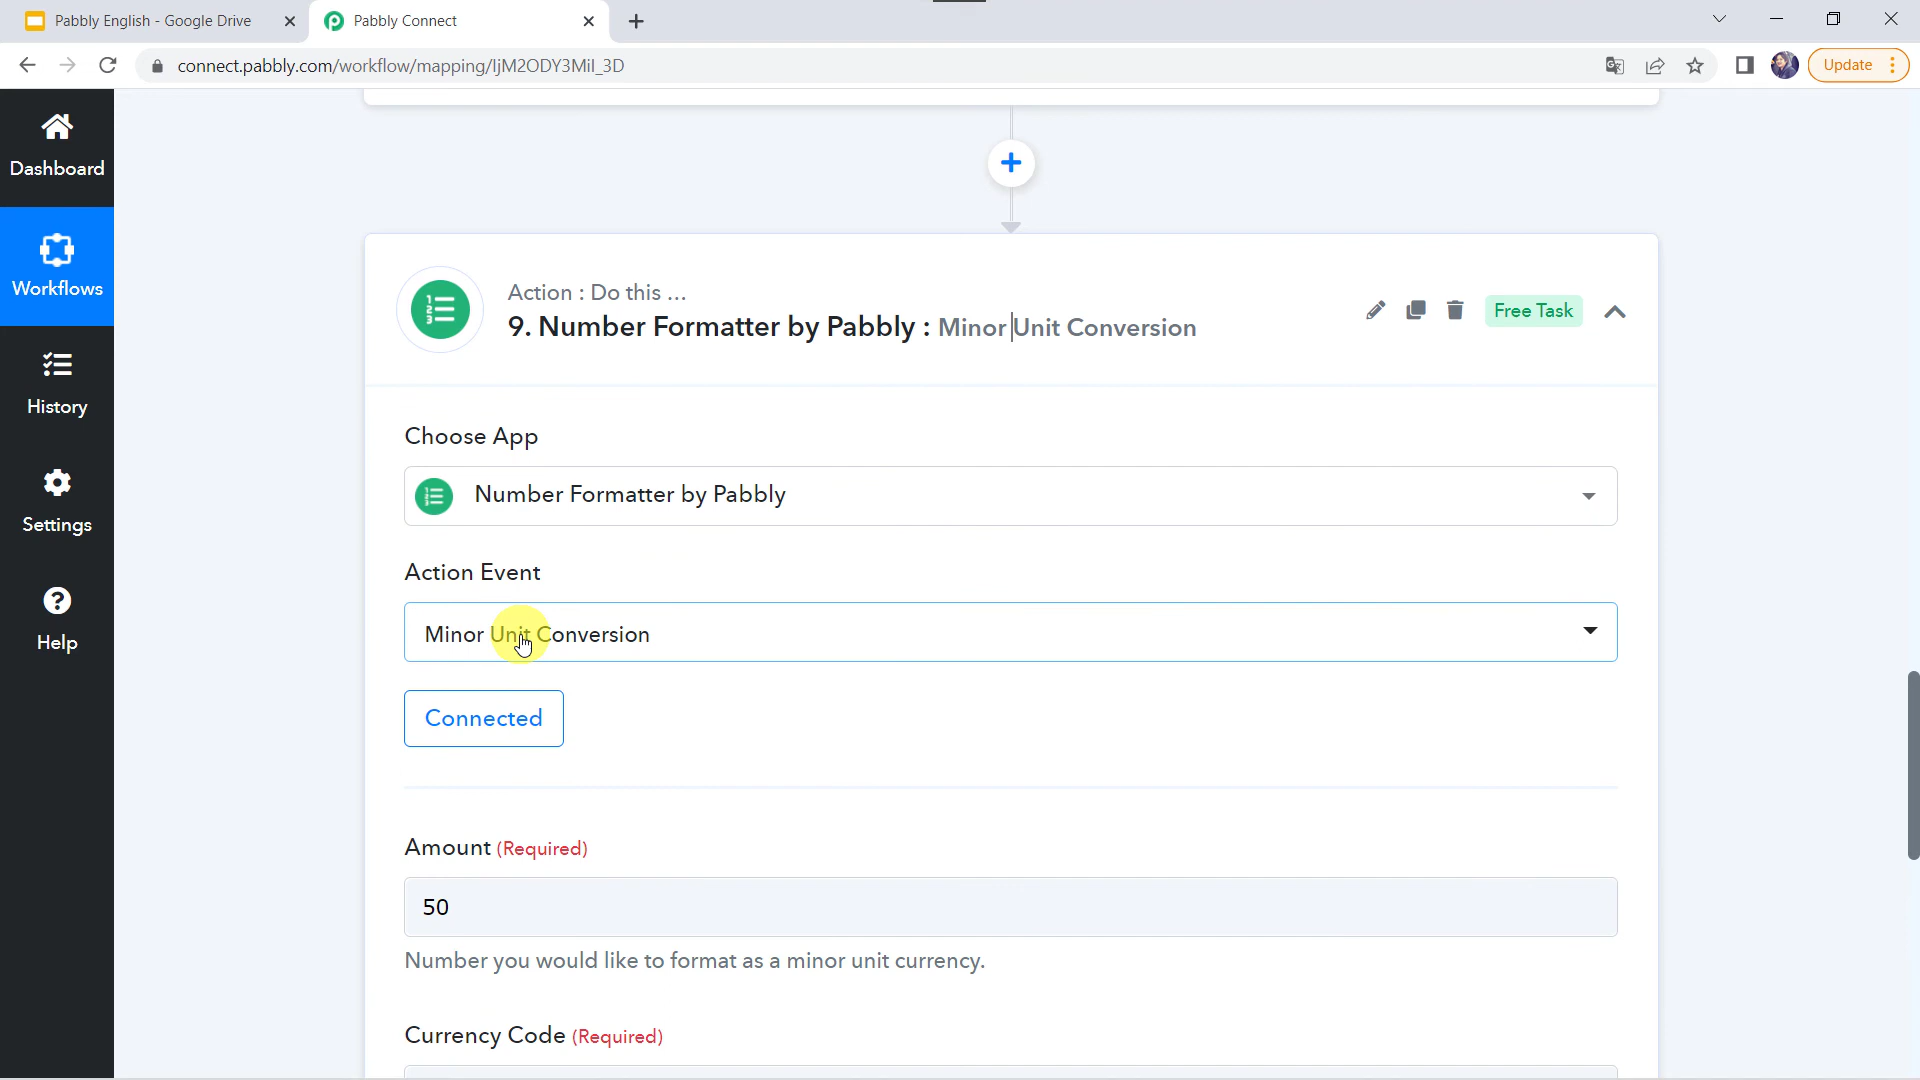 Pabbly English - Google Drive
Pabbly Connect
connect.pabbly.com/workflow/mapping/IjM2ODY3MiI_3D
Update
Dashboard
Workflows
History
Settings
Help
Action : Do this ...
9. Number Formatter by Pabbly : Minor Unit Conversion
Free Task
Choose App
Number Formatter by Pabbly
Action Event
Minor Unit Conversion
Connected
Amount (Required)
50
Number you would like to format as a minor unit currency.
Currency Code (Required)